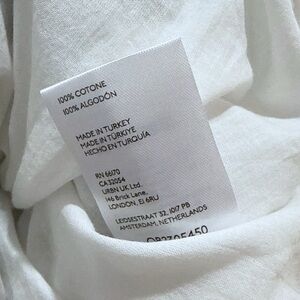 100% COTONE
100% ALGODÓN
MADE IN TURKEY
MADE IN TÜRKIYE
HECHO EN TURQUÍA
RN 66170
CA 32054
URBN UK Ltd.
146 Brick Lane,
LONDON, E1 6RU
LEIDSESTRAAT 32, 1017 PB
AMSTERDAM, NETHERLANDS